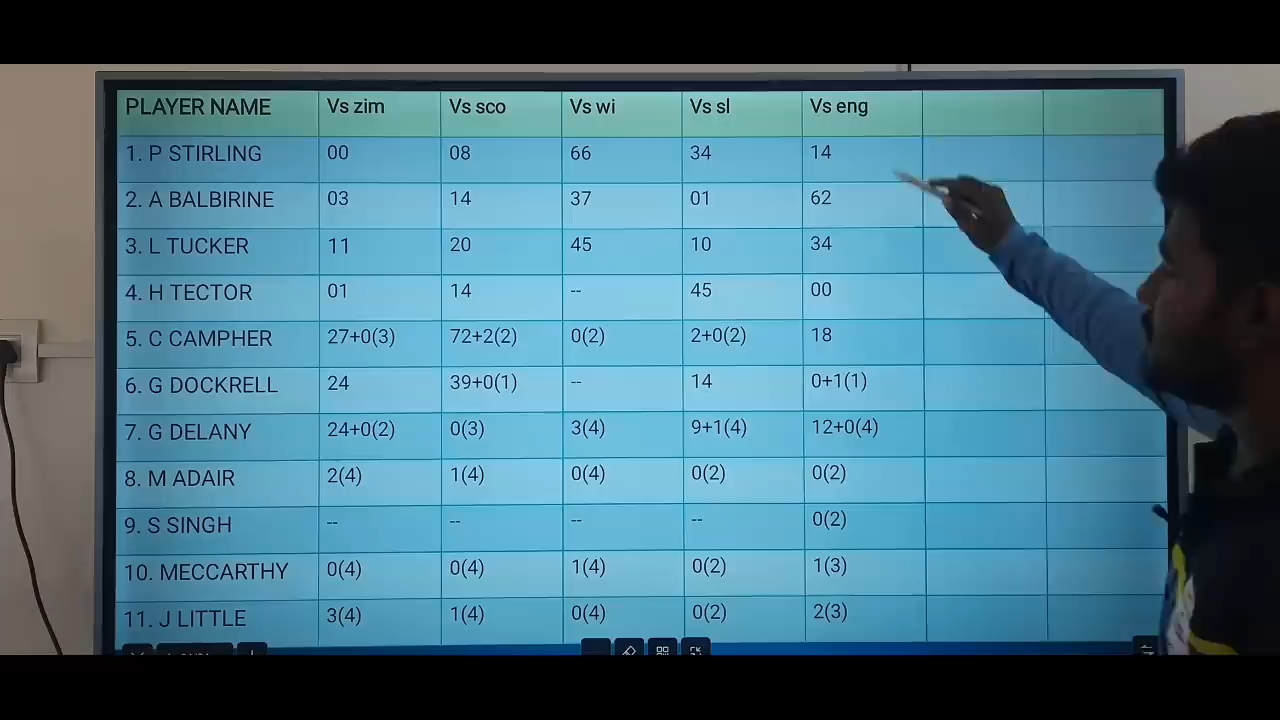 PLAYER NAME Vs zim Vs sco Vs wi Vs sl Vs eng
1. P STIRLING 00 08 66 34 14
2. A BALBIRINE 03 14 37 01 62
3. L TUCKER 11 20 45 10 34
4. H TECTOR 01 14 -- 45 00
5. C CAMPHER 27+0(3) 72+2(2) 0(2) 2+0(2) 18
6. G DOCKRELL 24 39+0(1) -- 14 0+1(1)
7. G DELANY 24+0(2) 0(3) 3(4) 9+1(4) 12+0(4)
8. M ADAIR 2(4) 1(4) 0(4) 0(2) 0(2)
9. S SINGH -- -- -- -- 0(2)
10. MECCARTHY 0(4) 0(4) 1(4) 0(2) 1(3)
11. J LITTLE 3(4) 1(4) 0(4) 0(2) 2(3)